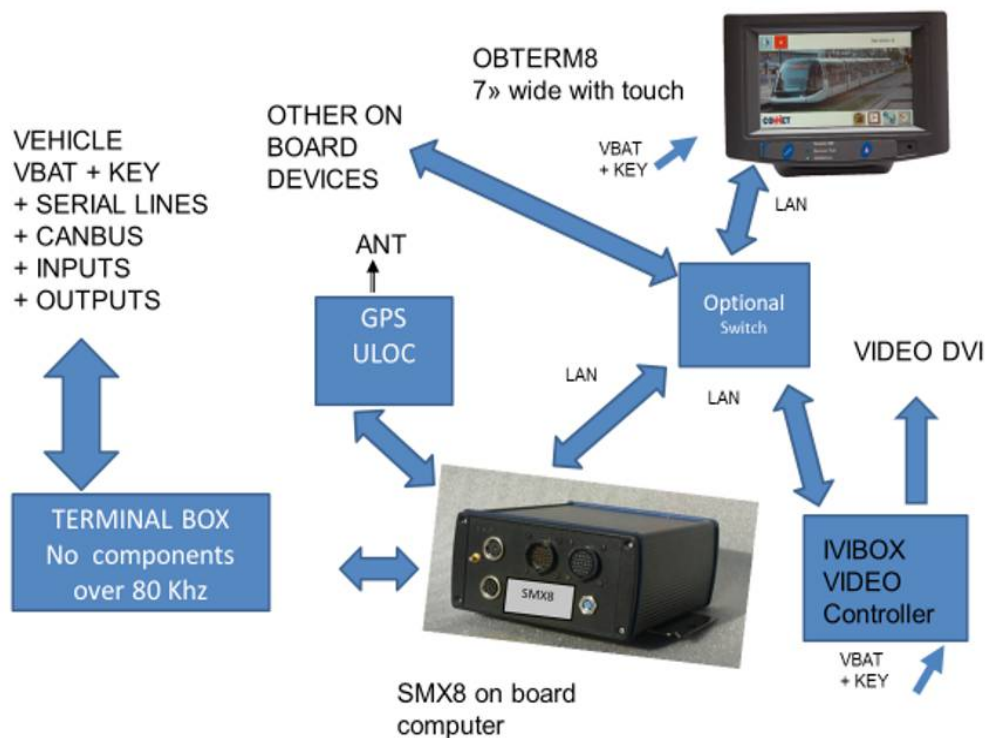 OBTERM8
7» wide with touch
OTHER ON
BOARD
DEVICES
VEHICLE
VBAT + KEY
+ SERIAL LINES
+ CANBUS
+ INPUTS
+ OUTPUTS
VBAT
+ KEY
LAN
ANT
GPS
ULOC
Optional
Switch
VIDEO DVI
LAN
LAN
TERMINAL BOX
No components
over 80 Khz
SMX8
IVIBOX
VIDEO
Controller
VBAT
+ KEY
SMX8 on board
computer